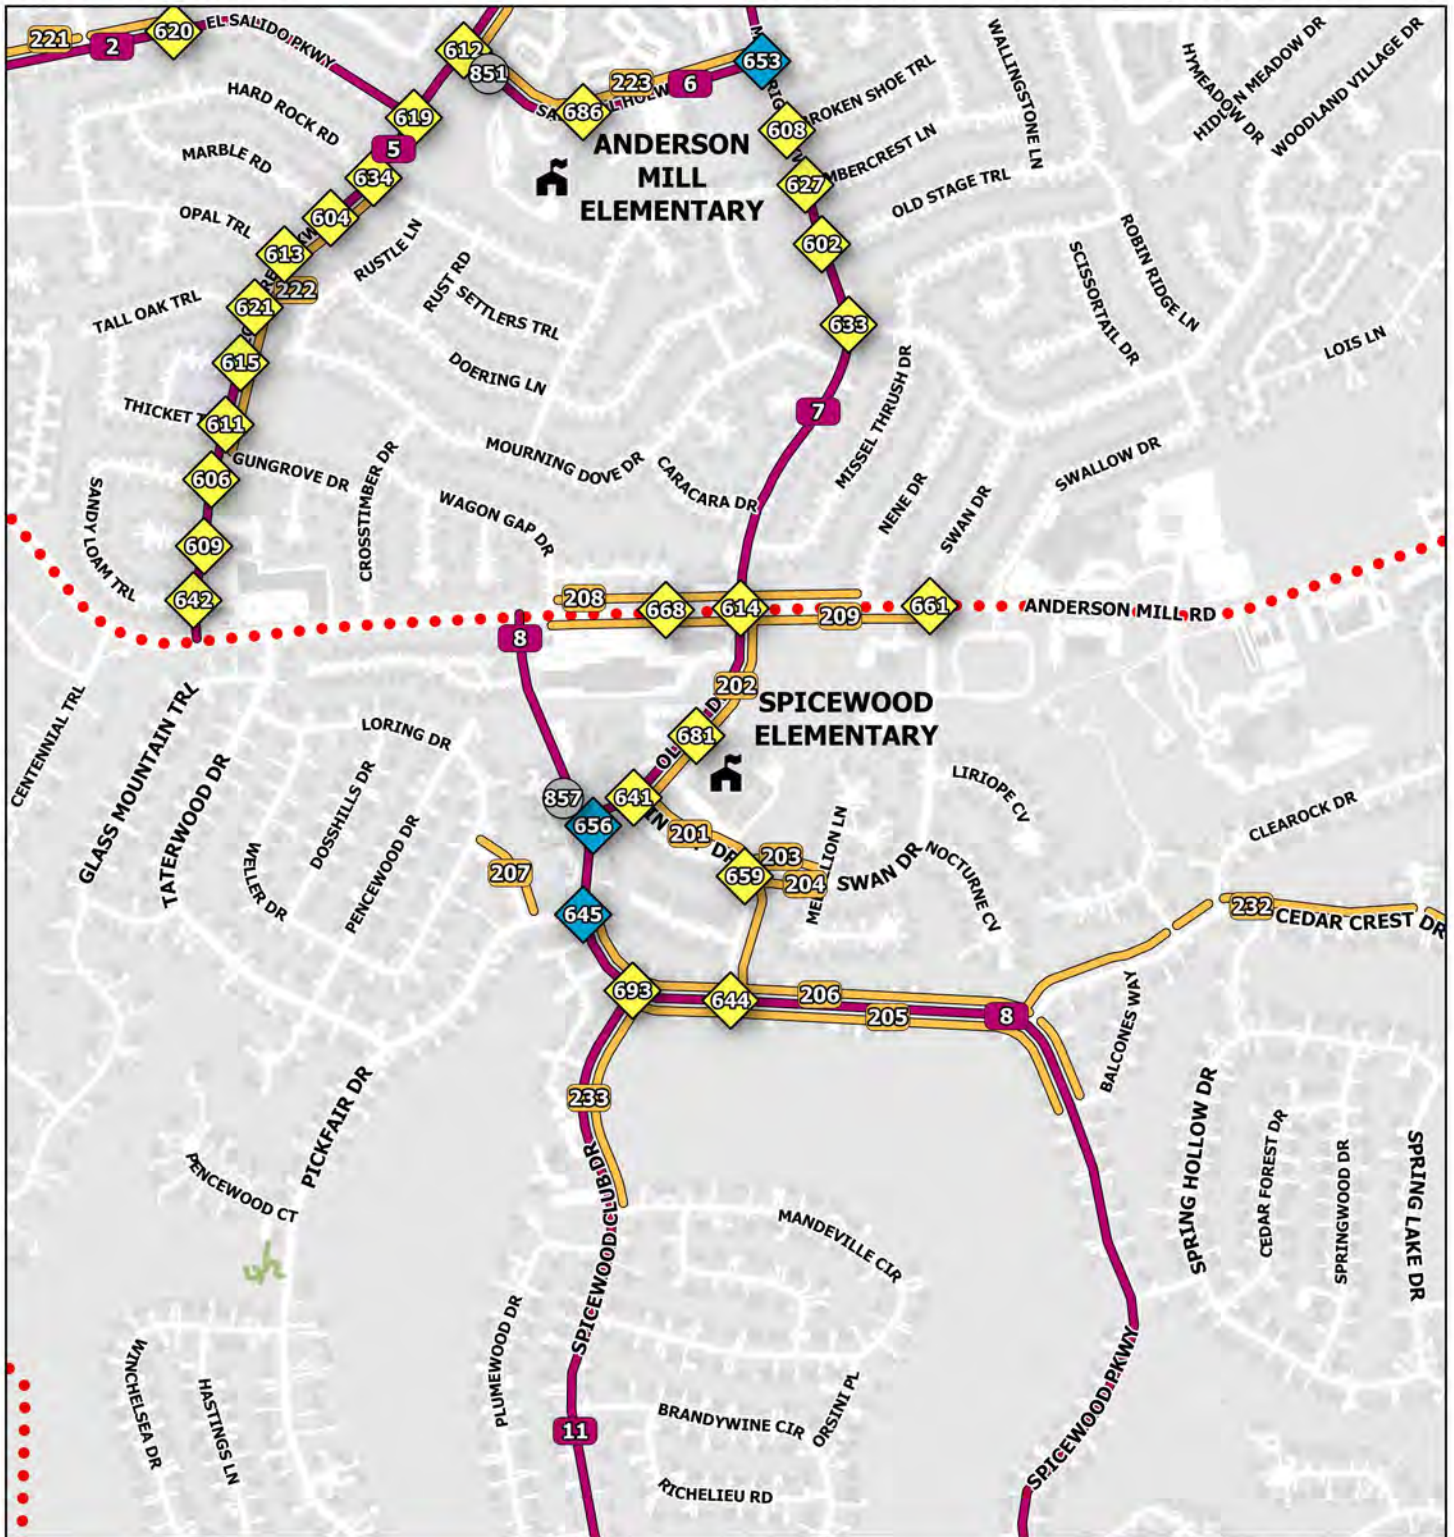 221
2
620
EL SALIDO PKWY
612
851
686
223
6
653
608
BROKEN SHOE TRL
WALLINGSTONE LN
HYMEADOW DR
HIDDEN MEADOW DR
WOODLAND VILLAGE DR
HARD ROCK RD
619
5
ANDERSON
MILL
ELEMENTARY
MARBLE RD
634
627
OLD STAGE TRL
OPAL TRL
604
613
RUSTLE LN
602
ROBIN RIDGE LN
SCISSORTAIL DR
222
RUST RD
SETTLERS TRL
TALL OAK TRL
621
633
LOIS LN
615
DOERING LN
MISSEL THRUSH DR
THICKET T
611
7
MOURNING DOVE DR
CARACARA DR
SWALLOW DR
606
GUNGROVE DR
CROSSTIMBER DR
WAGON GAP DR
NENE DR
SWAN DR
SANDY LOAM TRL
609
642
208
668
614
209
661
ANDERSON MILL RD
8
202
SPICEWOOD
ELEMENTARY
CENTENNIAL TRL
GLASS MOUNTAIN TRL
TATERWOOD DR
LORING DR
681
DOSSHILLS DR
857
641
656
201
LIRIOPE CV
CLEAROCK DR
WELLER DR
PENCEWOOD DR
207
203
659
204
SWAN DR
NOCTURNE CV
645
232
CEDAR CREST DR
693
644
206
205
8
BALCONES WAY
233
PICKFAIR DR
PENCEWOOD CT
SPICEWOOD CLUB DR
MANDEVILLE CIR
SPRING HOLLOW DR
CEDAR FOREST DR
SPRINGWOOD DR
SPRING LAKE DR
PLUMEWOOD DR
WINCHELSEA DR
HASTINGS LN
11
BRANDYWINE CIR
ORSINI PL
RICHELIEU RD
SPICEWOOD PKWY